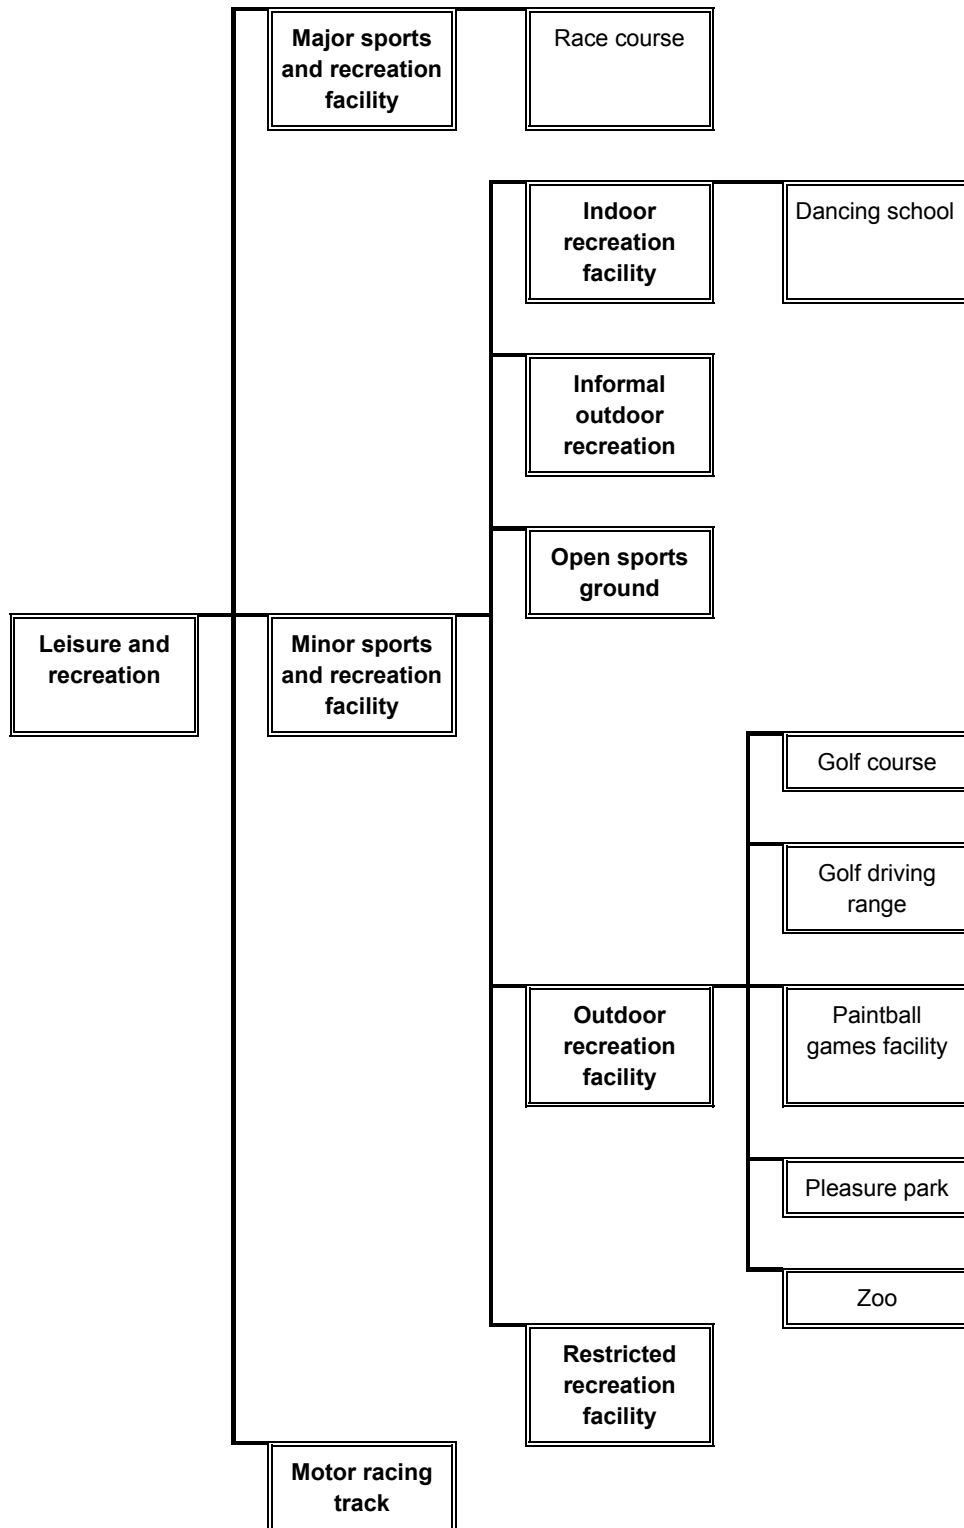 Major sports
and recreation
facility
Race course
Indoor
recreation
facility
Dancing school
Informal
outdoor
recreation
Open sports
ground
Leisure and
recreation
Minor sports
and recreation
facility
Golf course
Golf driving
range
Outdoor
recreation
facility
Paintball
games facility
Pleasure park
Zoo
Restricted
recreation
facility
Motor racing
track